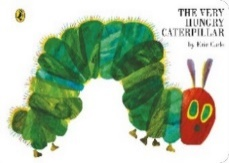 THE VERY
HUNGRY
CATERPILLAR
by Eric Carle